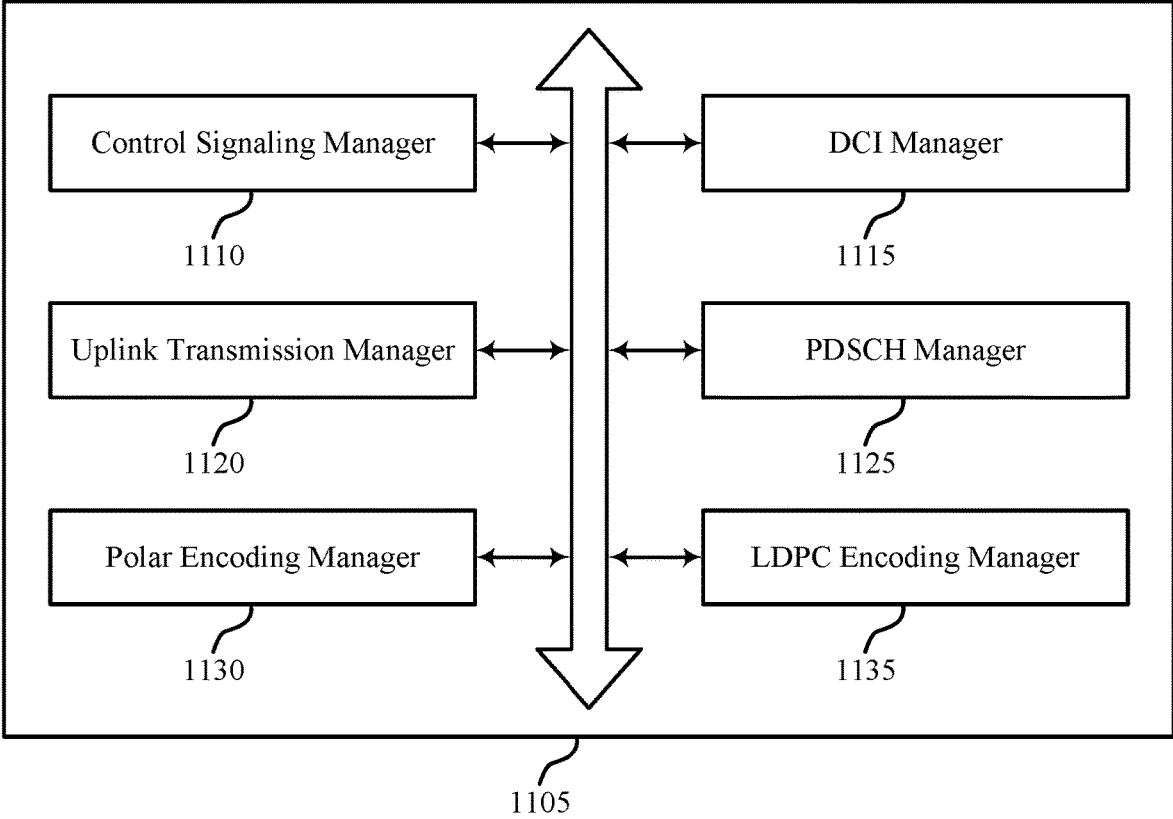 Control Signaling Manager
DCI Manager
1110
1115
Uplink Transmission Manager
PDSCH Manager
1120
1125
Polar Encoding Manager
LDPC Encoding Manager
1130
1135
1105